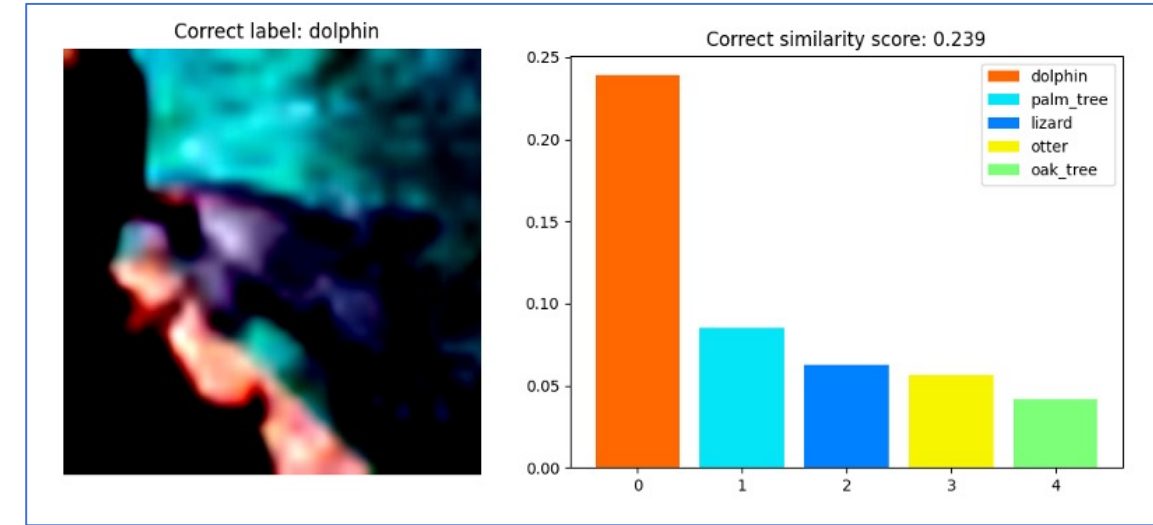 Correct label: dolphin
Correct similarity score: 0.239
0.25
0.20
0.15
0.10
0.05
0.00
0 1 2 3 4
dolphin
palm_tree
lizard
otter
oak_tree